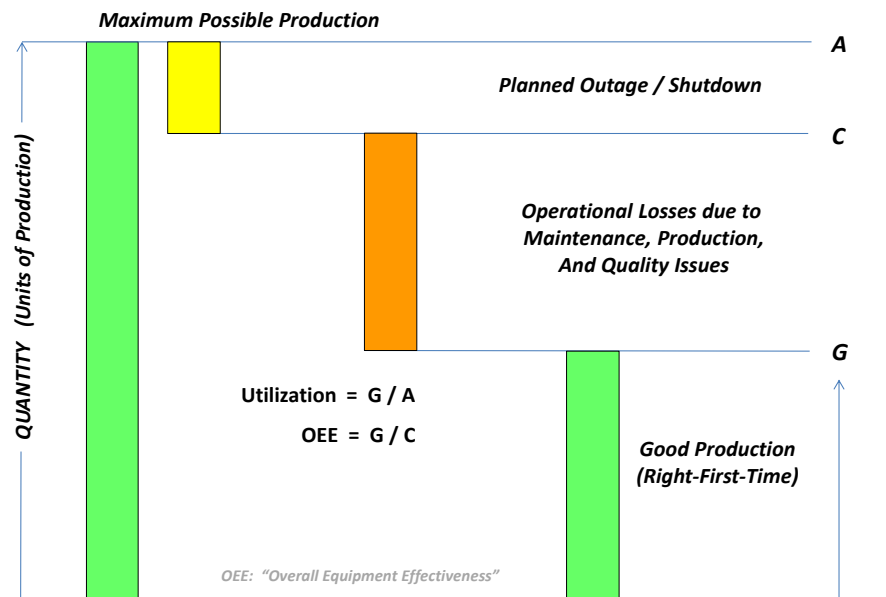 Maximum Possible Production
A
Planned Outage / Shutdown
C
QUANTITY (Units of Production)
Operational Losses due to
Maintenance, Production,
And Quality Issues
G
Utilization = G / A
OEE = G / C
Good Production
(Right-First-Time)
OEE: “Overall Equipment Effectiveness”